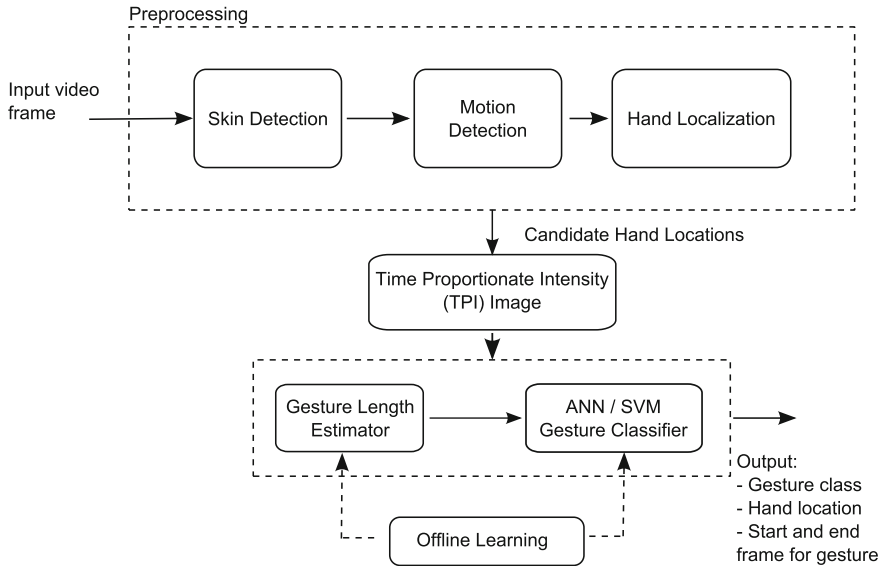 Preprocessing
Input video
frame
Skin Detection
Motion
Detection
Hand Localization
Candidate Hand Locations
Time Proportionate Intensity
(TPI) Image
Gesture Length
Estimator
ANN / SVM
Gesture Classifier
Output:
- Gesture class
- Hand location
- Start and end
frame for gesture
Offline Learning